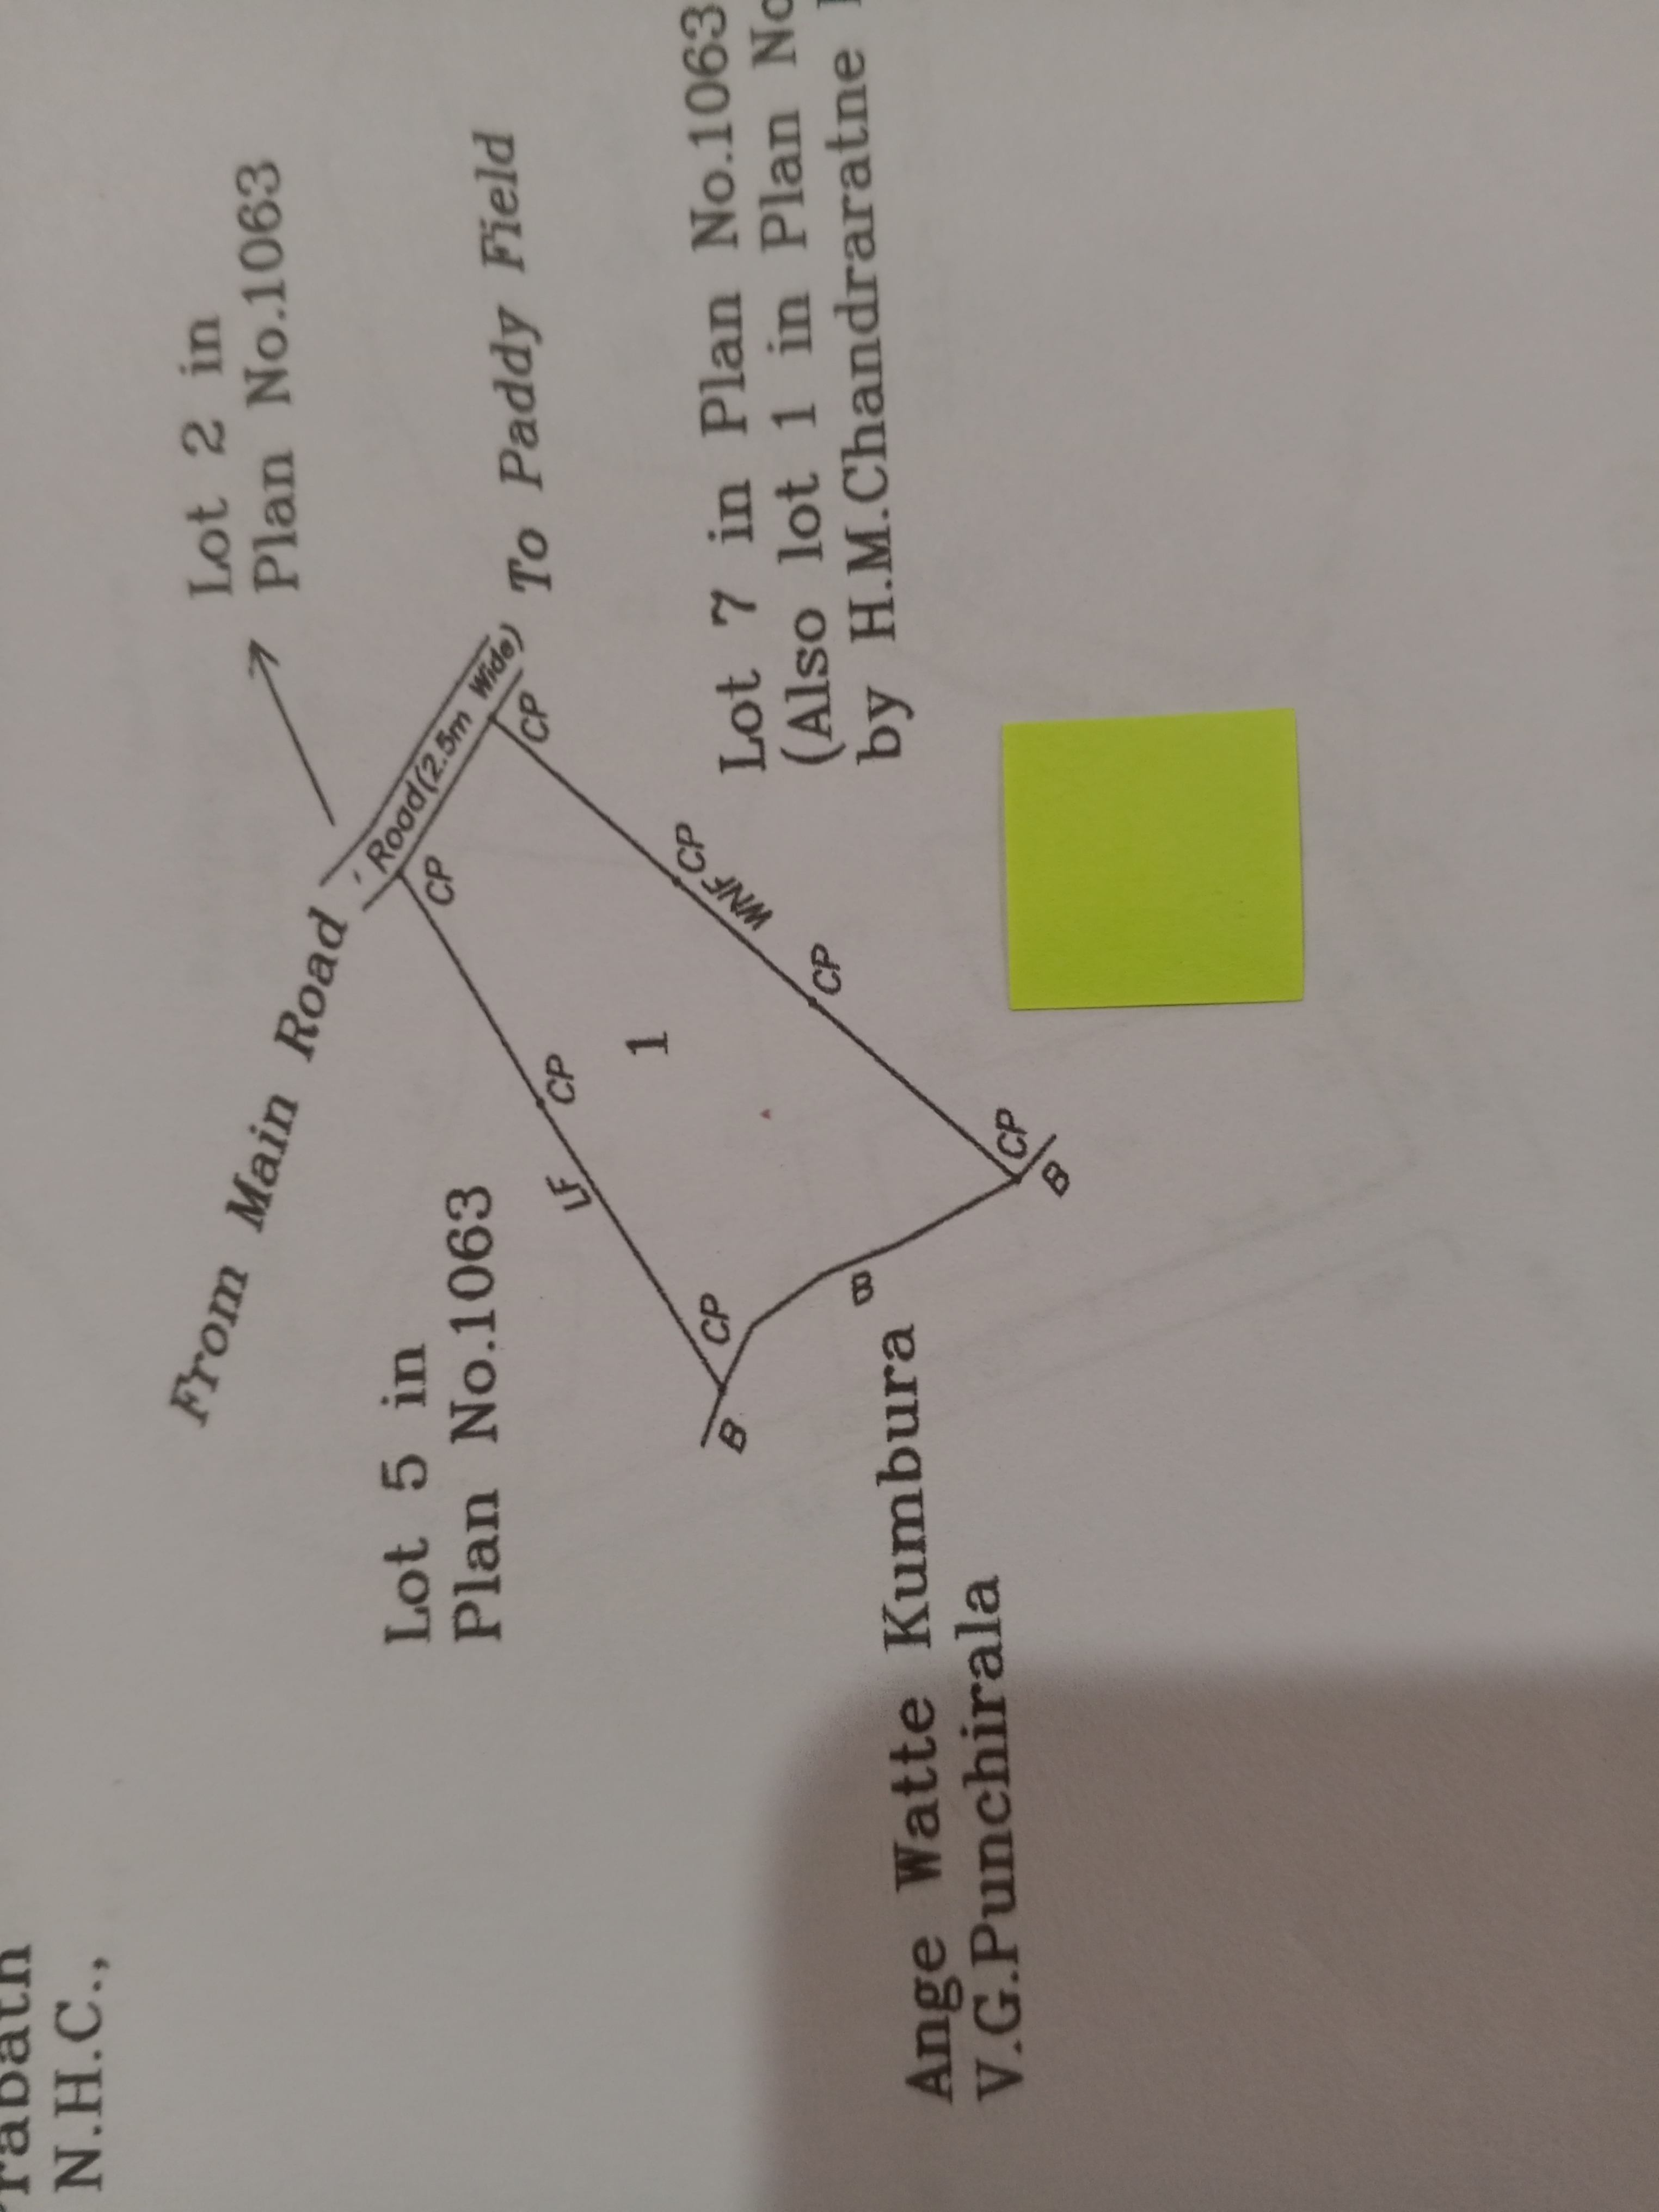 rabath
N.H.C.,
From Main Road
Lot 2 in
Plan No.1063
Road(2.5m Wide)
Lot 5 in
Plan No.1063
CP
CP
To Paddy Field
LF
CP
1
CP
B
CP
WNF
Lot 7 in Plan No.1063
(Also lot 1 in Plan No
by H.M.Chandraratne
CP
B
Ange Watte Kumbura
V.G.Punchirala
CP
B